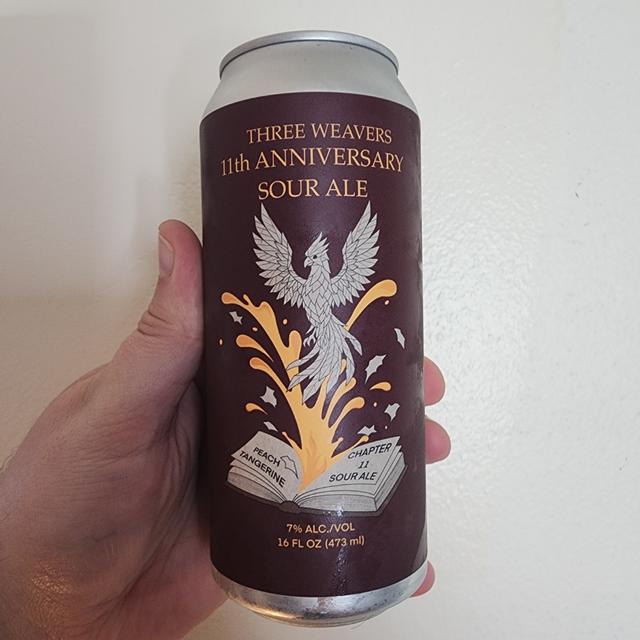 THREE WEAVERS
11th ANNIVERSARY
SOUR ALE
PEACH
TANGERINE
CHAPTER
11
SOUR ALE
7% ALC./VOL
16 FL OZ (473 ml)